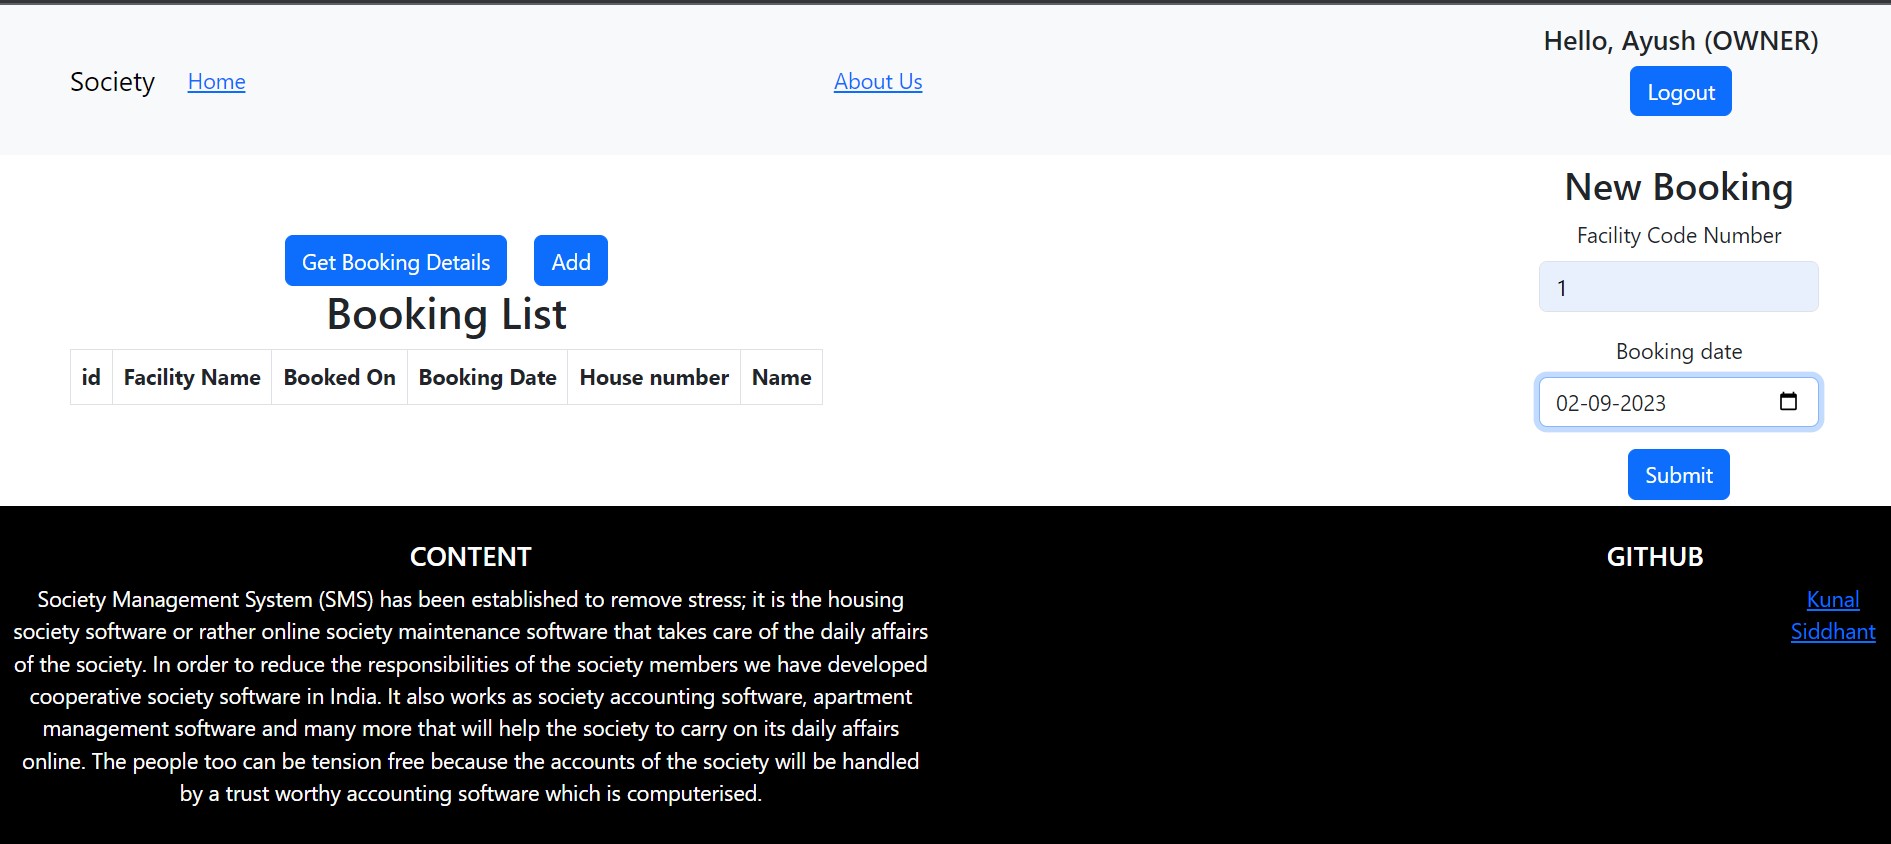 Hello, Ayush (OWNER)
Society Home About Us
Logout
New Booking
Facility Code Number
Get Booking Details Add
1
Booking List
Booking date
id Facility Name Booked On Booking Date House number Name
02-09-2023
Submit
CONTENT
Society Management System (SMS) has been established to remove stress; it is the housing
society software or rather online society maintenance software that takes care of the daily affairs
of the society. In order to reduce the responsibilities of the society members we have developed
cooperative society software in India. It also works as society accounting software, apartment
management software and many more that will help the society to carry on its daily affairs
online. The people too can be tension free because the accounts of the society will be handled
by a trust worthy accounting software which is computerised.
GITHUB
Kunal
Siddhant